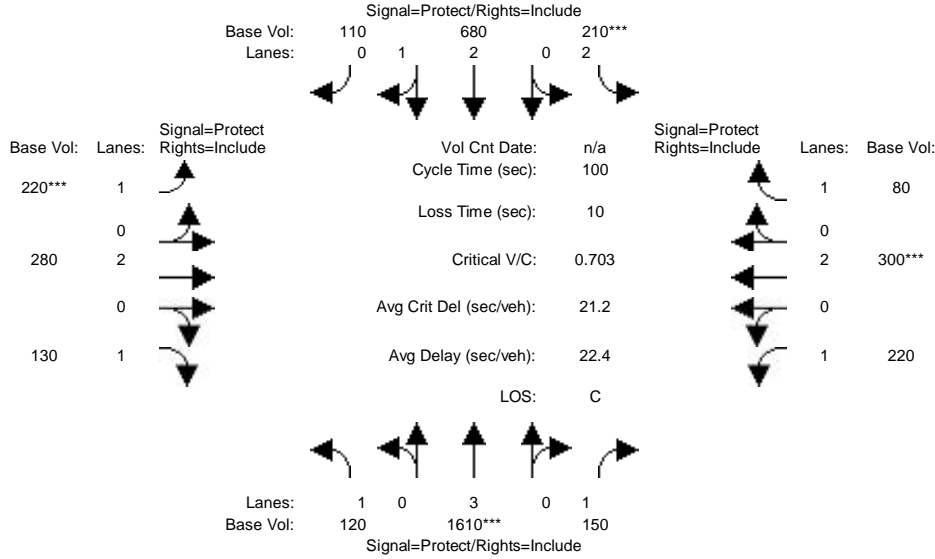 Signal=Protect/Rights=Include
Base Vol: 110 680 210***
Lanes: 0 1 2 0 2
Signal=Protect
Rights=Include
Base Vol: Lanes:
Vol Cnt Date: n/a
Signal=Protect
Rights=Include
Lanes: Base Vol:
Cycle Time (sec): 100
220*** 1
1 80
Loss Time (sec): 10
0
0
280 2
Critical V/C: 0.703
2 300***
0
Avg Crit Del (sec/veh): 21.2
0
130 1
Avg Delay (sec/veh): 22.4
1 220
LOS: C
Lanes: 1 0 3 0 1
Base Vol: 120 1610*** 150
Signal=Protect/Rights=Include